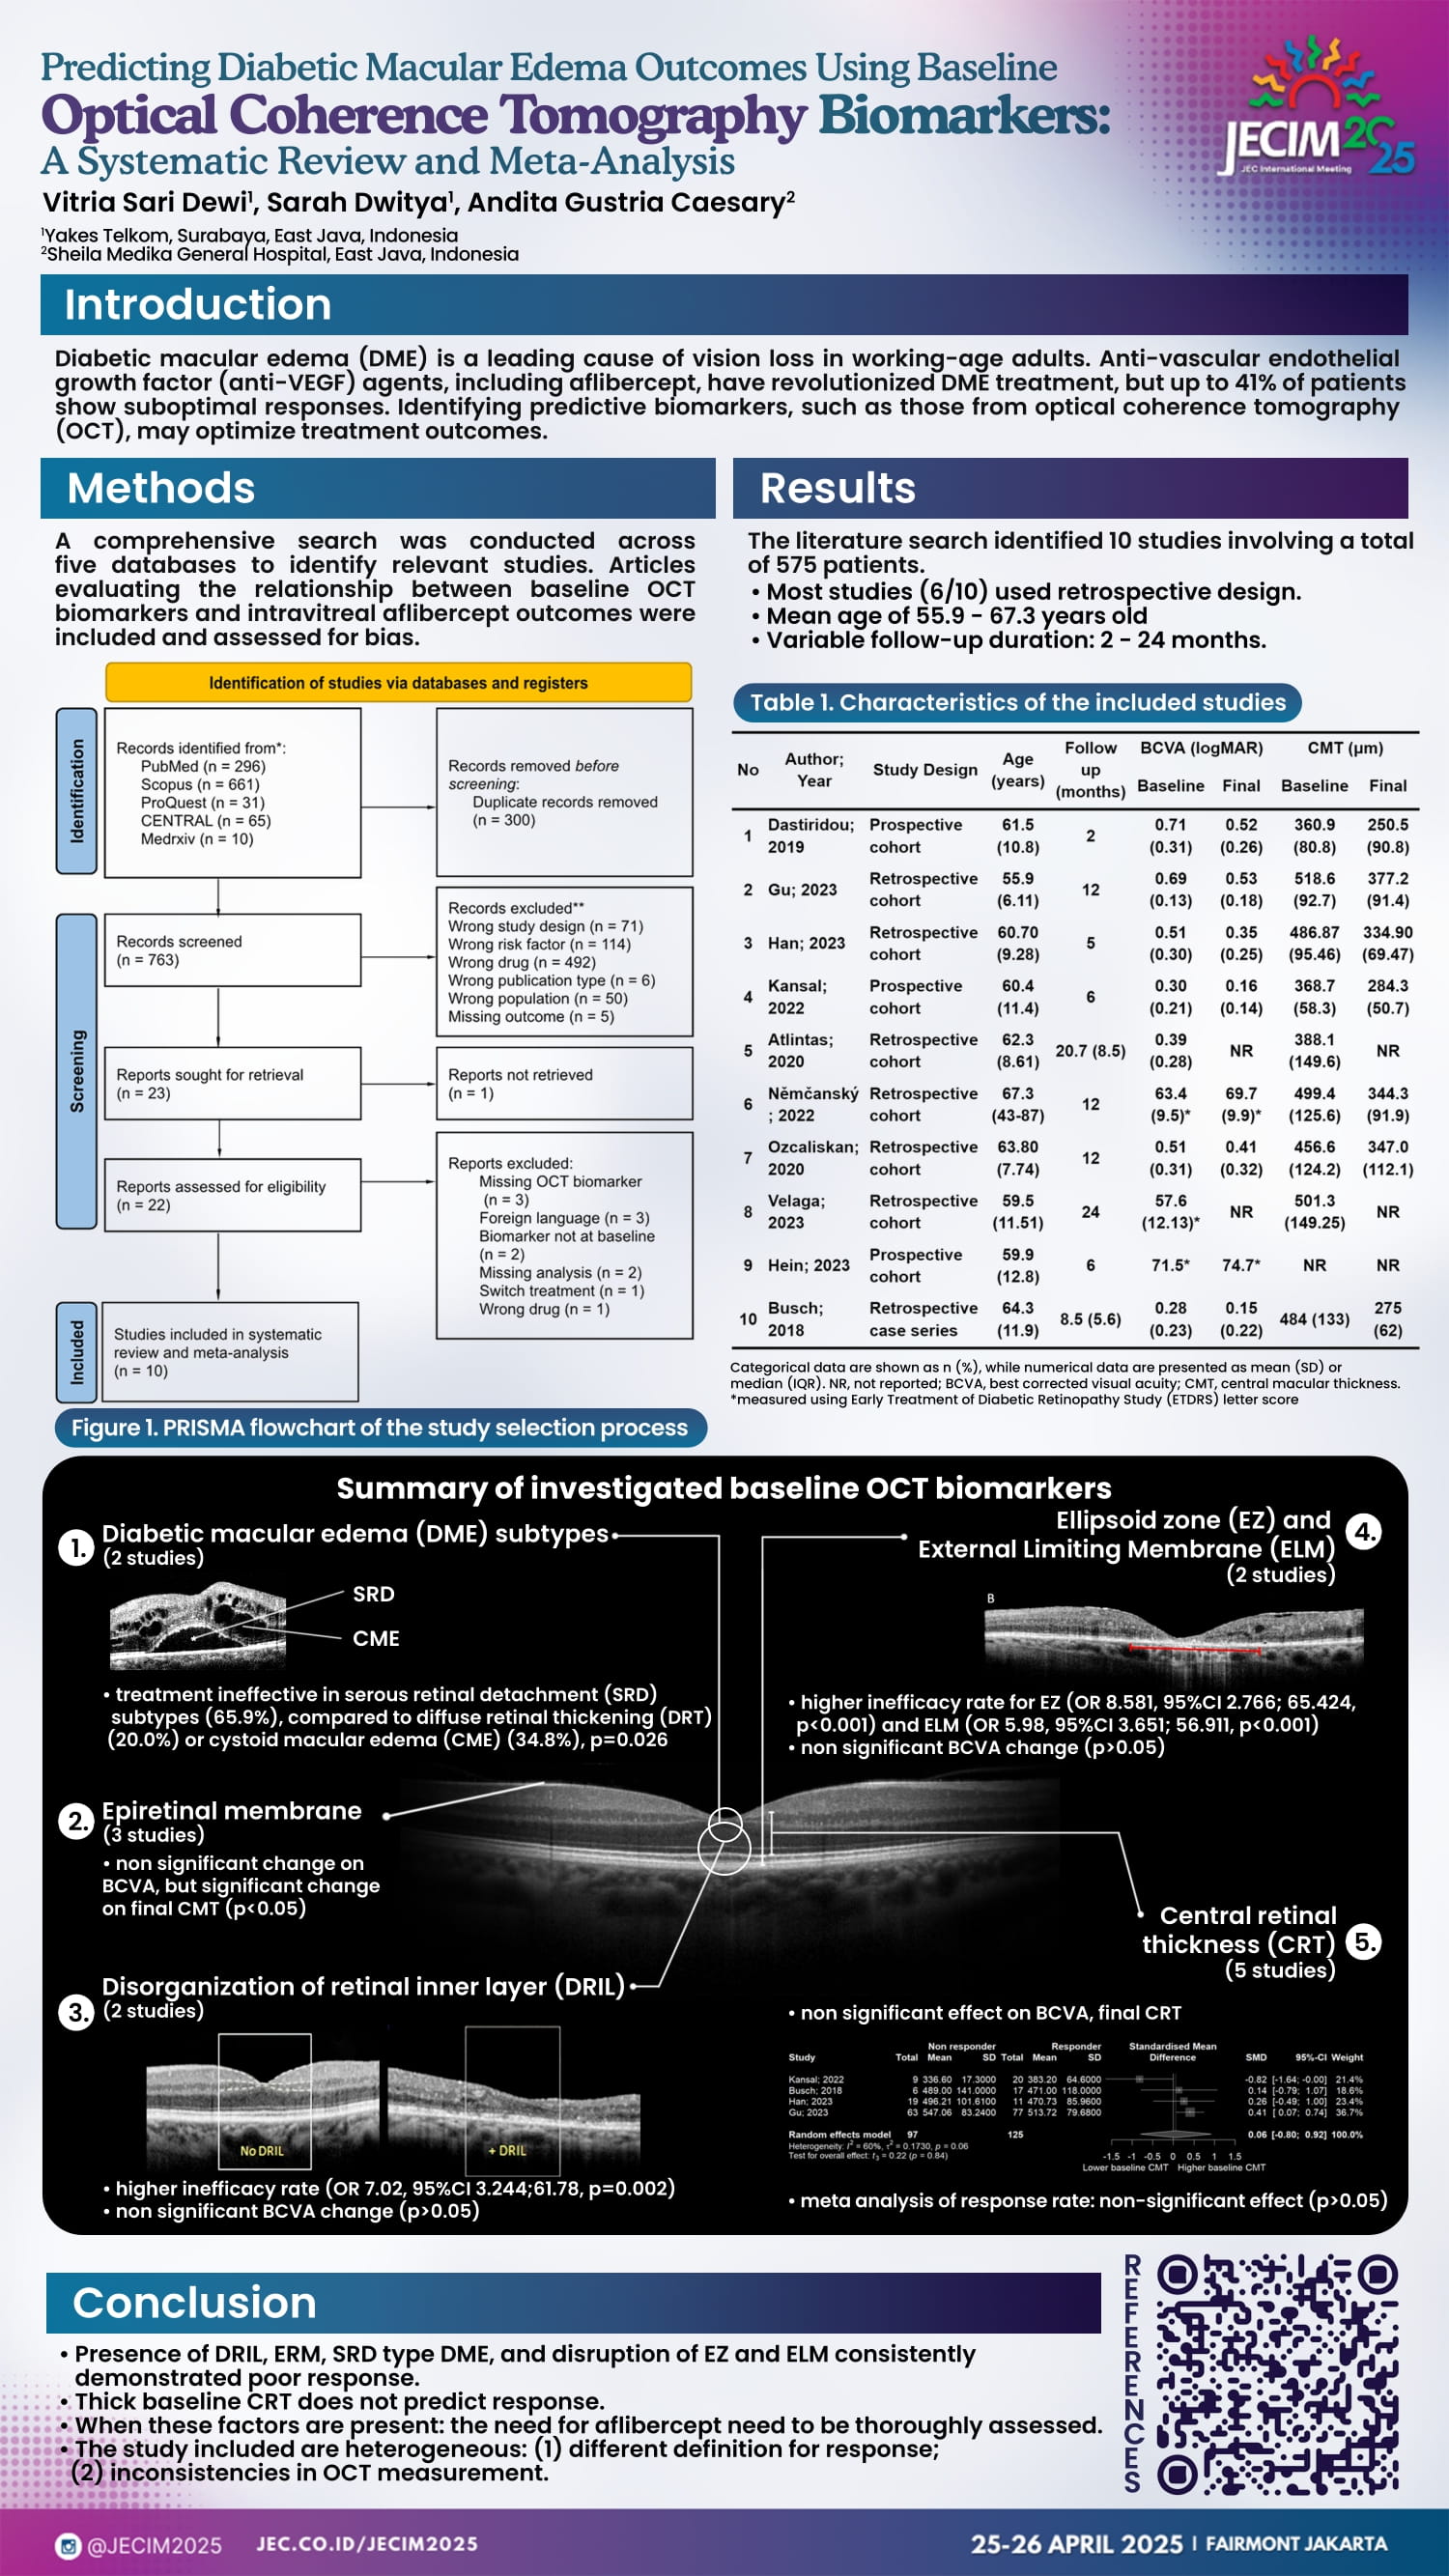 Predicting Diabetic Macular Edema Outcomes Using Baseline
Optical Coherence Tomography Biomarkers:
A Systematic Review and Meta-Analysis
JECIM 2025
JEC International Meeting
Vitria Sari Dewi¹, Sarah Dwitya¹, Andita Gustria Caesary²
¹Yakes Telkom, Surabaya, East Java, Indonesia
²Sheila Medika General Hospital, East Java, Indonesia
Introduction
Diabetic macular edema (DME) is a leading cause of vision loss in working-age adults. Anti-vascular endothelial
growth factor (anti-VEGF) agents, including aflibercept, have revolutionized DME treatment, but up to 41% of patients
show suboptimal responses. Identifying predictive biomarkers, such as those from optical coherence tomography
(OCT), may optimize treatment outcomes.
Methods
A comprehensive search was conducted across
five databases to identify relevant studies. Articles
evaluating the relationship between baseline OCT
biomarkers and intravitreal aflibercept outcomes were
included and assessed for bias.
Identification of studies via databases and registers
Identification
Records identified from*:
PubMed (n = 296)
Scopus (n = 661)
ProQuest (n = 31)
CENTRAL (n = 65)
Medrxiv (n = 10)
Records removed before
screening:
Duplicate records removed
(n = 300)
Screening
Records screened
(n = 763)
Records excluded**
Wrong study design (n = 71)
Wrong risk factor (n = 114)
Wrong drug (n = 492)
Wrong publication type (n = 6)
Wrong population (n = 50)
Missing outcome (n = 5)
Reports sought for retrieval
(n = 23)
Reports not retrieved
(n = 1)
Reports assessed for eligibility
(n = 22)
Reports excluded:
Missing OCT biomarker
(n = 3)
Foreign language (n = 3)
Biomarker not at baseline
(n = 2)
Missing analysis (n = 2)
Switch treatment (n = 1)
Wrong drug (n = 1)
Included
Studies included in systematic
review and meta-analysis
(n = 10)
Figure 1. PRISMA flowchart of the study selection process
Results
The literature search identified 10 studies involving a total
of 575 patients.
• Most studies (6/10) used retrospective design.
• Mean age of 55.9 - 67.3 years old
• Variable follow-up duration: 2 - 24 months.
Table 1. Characteristics of the included studies
No Author; Year Study Design Age (years) Follow up (months) BCVA (logMAR) Baseline Final CMT (µm) Baseline Final
1 Dastiridou; 2019 Prospective cohort 61.5 (10.8) 2 0.71 (0.31) 0.52 (0.26) 360.9 (80.8) 250.5 (90.8)
2 Gu; 2023 Retrospective cohort 55.9 (6.11) 12 0.69 (0.13) 0.53 (0.18) 518.6 (92.7) 377.2 (91.4)
3 Han; 2023 Retrospective cohort 60.70 (9.28) 5 0.51 (0.30) 0.35 (0.25) 486.87 (95.46) 334.90 (69.47)
4 Kansal; 2022 Prospective cohort 60.4 (11.4) 6 0.30 (0.21) 0.16 (0.14) 368.7 (58.3) 284.3 (50.7)
5 Atlintas; 2020 Retrospective cohort 62.3 (8.61) 20.7 (8.5) 0.39 (0.28) NR 388.1 (149.6) NR
6 Němčanský ; 2022 Retrospective cohort 67.3 (43-87) 12 63.4 (9.5)* 69.7 (9.9)* 499.4 (125.6) 344.3 (91.9)
7 Ozcaliskan; 2020 Retrospective cohort 63.80 (7.74) 12 0.51 (0.31) 0.41 (0.32) 456.6 (124.2) 347.0 (112.1)
8 Velaga; 2023 Retrospective cohort 59.5 (11.51) 24 57.6 (12.13)* NR 501.3 (149.25) NR
9 Hein; 2023 Prospective cohort 59.9 (12.8) 6 71.5* 74.7* NR NR
10 Busch; 2018 Retrospective case series 64.3 (11.9) 8.5 (5.6) 0.28 (0.23) 0.15 (0.22) 484 (133) 275 (62)
Categorical data are shown as n (%), while numerical data are presented as mean (SD) or
median (IQR). NR, not reported; BCVA, best corrected visual acuity; CMT, central macular thickness.
*measured using Early Treatment of Diabetic Retinopathy Study (ETDRS) letter score
Summary of investigated baseline OCT biomarkers
1. Diabetic macular edema (DME) subtypes
(2 studies)
SRD
CME
• treatment ineffective in serous retinal detachment (SRD)
subtypes (65.9%), compared to diffuse retinal thickening (DRT)
(20.0%) or cystoid macular edema (CME) (34.8%), p=0.026
2. Epiretinal membrane
(3 studies)
• non significant change on
BCVA, but significant change
on final CMT (p<0.05)
3. Disorganization of retinal inner layer (DRIL)
(2 studies)
No DRIL
+ DRIL
• higher inefficacy rate (OR 7.02, 95%CI 3.244;61.78, p=0.002)
• non significant BCVA change (p>0.05)
4. Ellipsoid zone (EZ) and
External Limiting Membrane (ELM)
(2 studies)
B
• higher inefficacy rate for EZ (OR 8.581, 95%CI 2.766; 65.424,
p<0.001) and ELM (OR 5.98, 95%CI 3.651; 56.911, p<0.001)
• non significant BCVA change (p>0.05)
5. Central retinal
thickness (CRT)
(5 studies)
• non significant effect on BCVA, final CRT
Non responder Responder Standardised Mean
Study Total Mean SD Total Mean SD Difference SMD 95%-CI Weight
Kansal; 2022 9 336.60 17.3000 20 383.20 64.6000 -0.82 [-1.64; -0.00] 21.4%
Busch; 2018 6 489.00 141.0000 17 471.00 118.0000 0.14 [-0.79; 1.07] 18.6%
Han; 2023 19 496.21 101.6100 11 470.73 85.9600 0.26 [-0.49; 1.00] 23.4%
Gu; 2023 63 547.06 83.2400 77 513.72 79.6800 0.41 [ 0.07; 0.74] 36.7%
Random effects model 97 125 0.06 [-0.80; 0.92] 100.0%
Heterogeneity: I² = 60%, τ² = 0.1730, p = 0.06
Test for overall effect: t₃ = 0.22 (p = 0.84)
-1.5 -1 -0.5 0 0.5 1 1.5
Lower baseline CMT Higher baseline CMT
• meta analysis of response rate: non-significant effect (p>0.05)
Conclusion
• Presence of DRIL, ERM, SRD type DME, and disruption of EZ and ELM consistently
demonstrated poor response.
• Thick baseline CRT does not predict response.
• When these factors are present: the need for aflibercept need to be thoroughly assessed.
• The study included are heterogeneous: (1) different definition for response;
(2) inconsistencies in OCT measurement.
REFERENCES
@JECIM2025
JEC.CO.ID/JECIM2025
25-26 APRIL 2025 | FAIRMONT JAKARTA